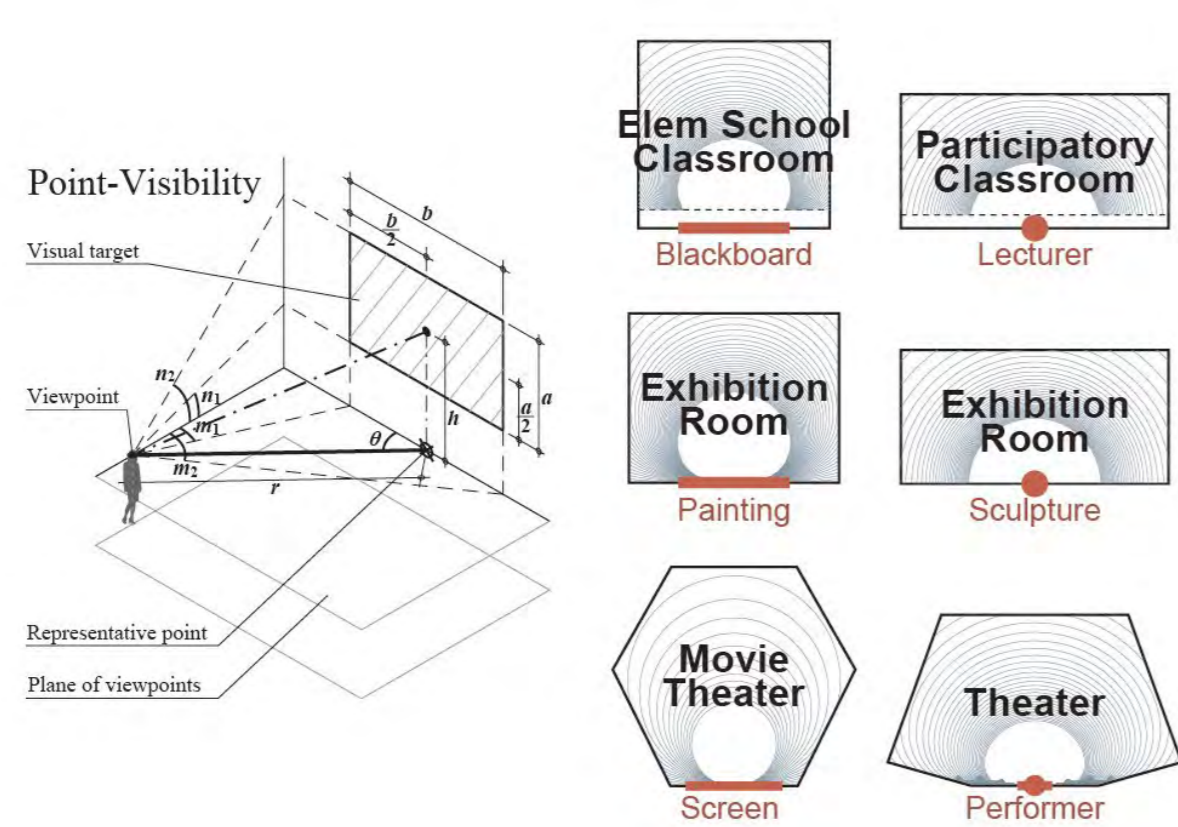 Point-Visibility
Visual target
Viewpoint
Representative point
Plane of viewpoints
b
b
2
a
a
2
h
n2
n1
m1
m2
θ
r
Elem School
Classroom
Blackboard
Participatory
Classroom
Lecturer
Exhibition
Room
Painting
Exhibition
Room
Sculpture
Movie
Theater
Screen
Theater
Performer